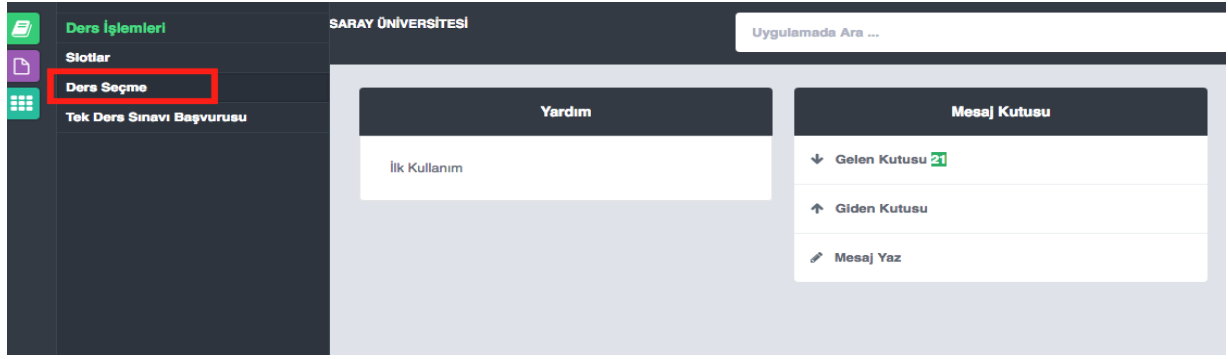 Ders İşlemleri
Slotlar
Ders Seçme
Tek Ders Sınavı Başvurusu
SARAY ÜNİVERSİTESİ
Uygulamada Ara ...
Yardım
İlk Kullanım
Mesaj Kutusu
Gelen Kutusu 21
Giden Kutusu
Mesaj Yaz